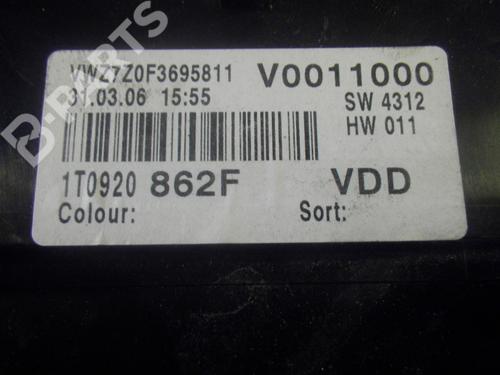 B-PARTS
VWZ7Z0F3695811 V0011000
31.03.06 15:55 SW 4312
HW 011
1T0920 862F VDD
Colour: Sort: